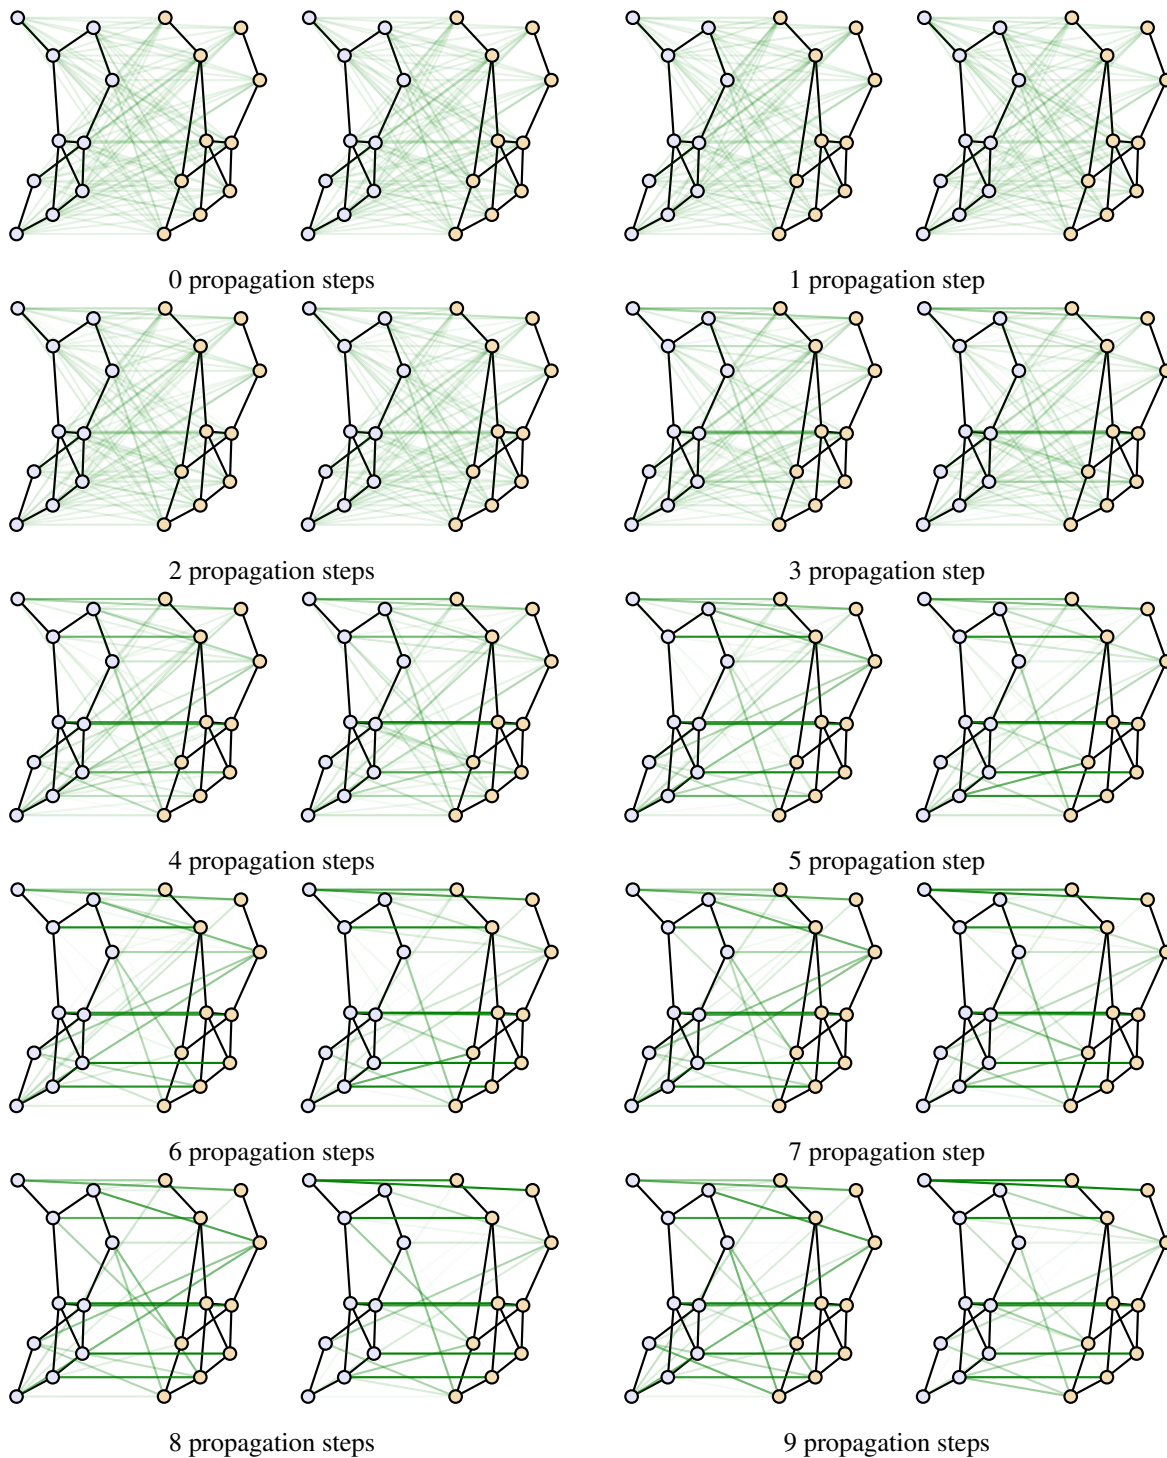 0 propagation steps
1 propagation step
2 propagation steps
3 propagation step
4 propagation steps
5 propagation step
6 propagation steps
7 propagation step
8 propagation steps
9 propagation steps